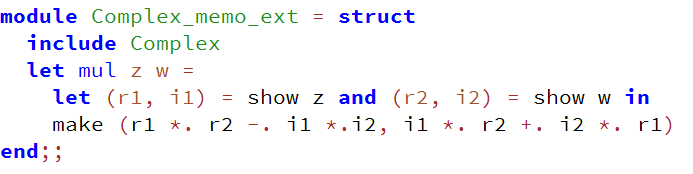 module Complex_memo_ext = struct
  include Complex
  let mul z w =
    let (r1, i1) = show z and (r2, i2) = show w in
    make (r1 *. r2 -. i1 *.i2, i1 *. r2 +. i2 *. r1)
end;;